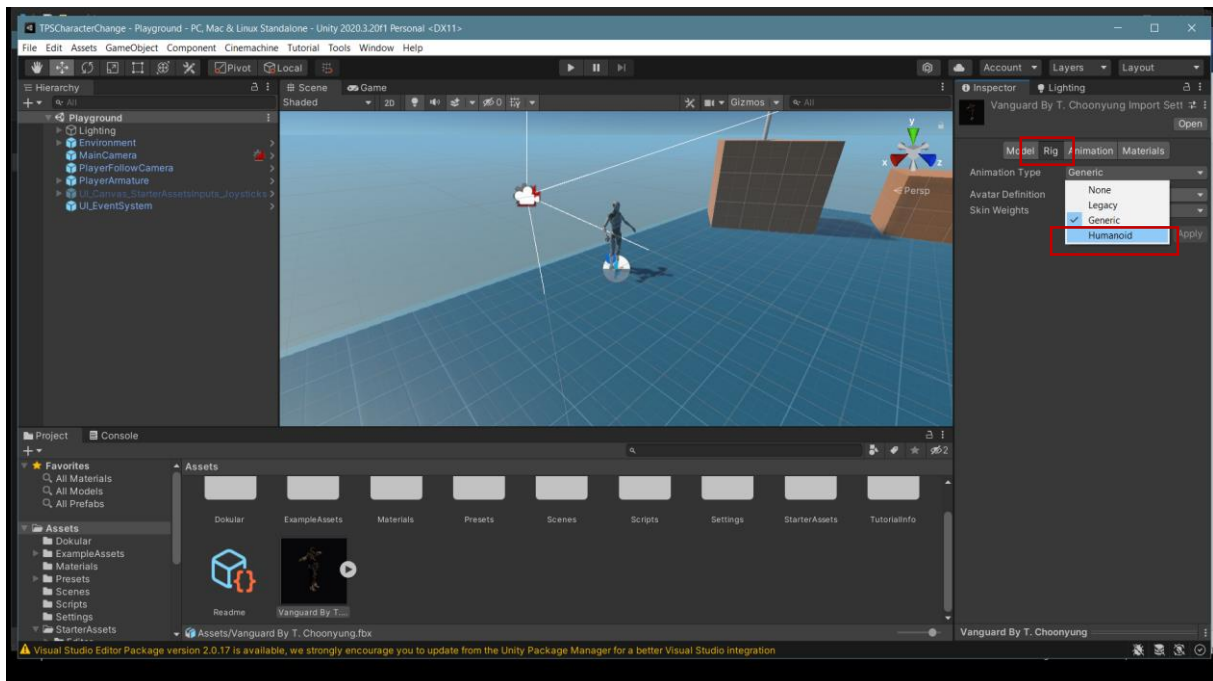 TPSCharacterChange - Playground - PC, Mac & Linux Standalone - Unity 2020.3.20f1 Personal <DX11>
File Edit Assets GameObject Component Cinemachine Tutorial Tools Window Help
Pivot Local Account Layers Layout
Hierarchy
All
Playground
Lighting
Environment
MainCamera
PlayerFollowCamera
PlayerArmature
UI_Canvas_StarterAssetsInputs_Joysticks
UI_EventSystem
Scene Game
Shaded 2D 0 Gizmos All
y
x z
Persp
Inspector Lighting
Vanguard By T. Choonyung Import Sett
Open
Model Rig Animation Materials
Animation Type Generic
Avatar Definition
Skin Weights
None
Legacy
Generic
Humanoid
Apply
Project Console
2
Favorites
All Materials
All Models
All Prefabs
Assets
Dokular
ExampleAssets
Materials
Presets
Scenes
Scripts
Settings
StarterAssets
Assets
Dokular ExampleAssets Materials Presets Scenes Scripts Settings StarterAssets TutorialInfo
Readme Vanguard By T....
Assets/Vanguard By T. Choonyung.fbx
Vanguard By T. Choonyung
Visual Studio Editor Package version 2.0.17 is available, we strongly encourage you to update from the Unity Package Manager for a better Visual Studio integration